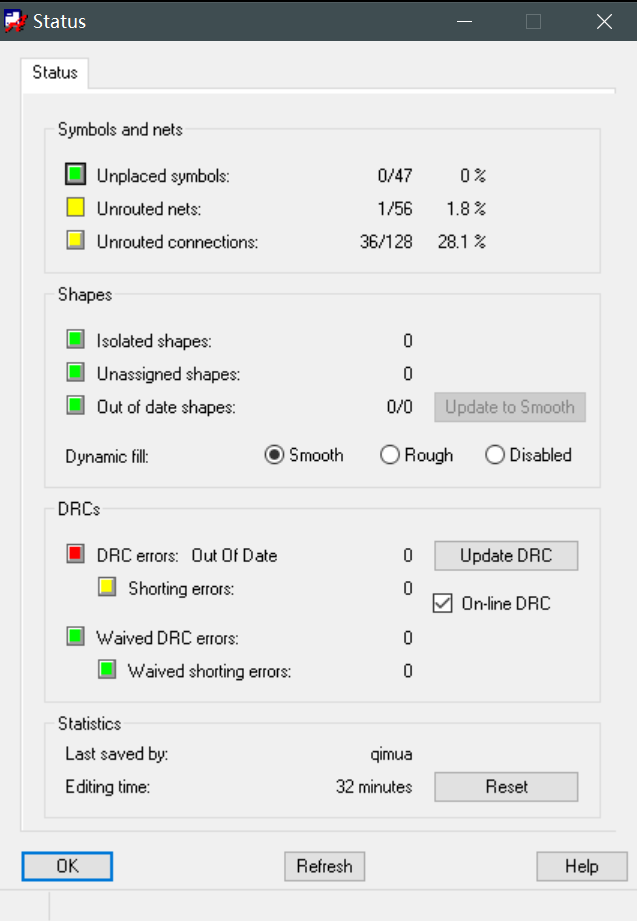 Status
Status
Symbols and nets
Unplaced symbols: 0/47 0 %
Unrouted nets: 1/56 1.8 %
Unrouted connections: 36/128 28.1 %
Shapes
Isolated shapes: 0
Unassigned shapes: 0
Out of date shapes: 0/0 Update to Smooth
Dynamic fill: Smooth Rough Disabled
DRCs
DRC errors: Out Of Date 0 Update DRC
Shorting errors: 0
On-line DRC
Waived DRC errors: 0
Waived shorting errors: 0
Statistics
Last saved by: qimua
Editing time: 32 minutes Reset
OK Refresh Help